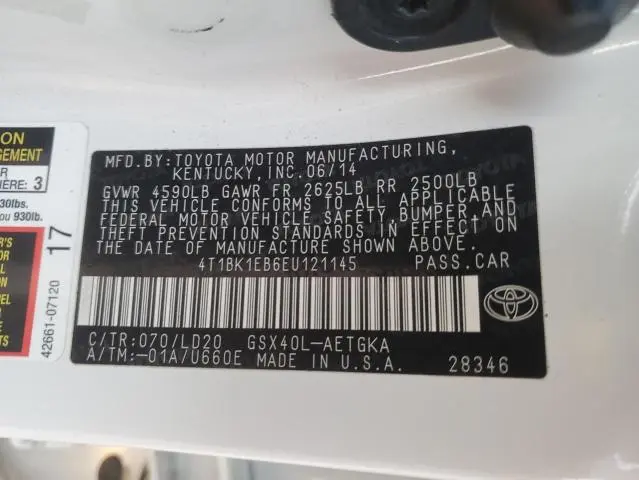 ON
GEMENT
R
HERE: 3
930lbs.
ou 930lb.
17
42661-07120
MFD.BY:TOYOTA MOTOR MANUFACTURING,
KENTUCKY,INC.06/14
GVWR 4590LB GAWR FR 2625LB RR 2500LB
THIS VEHICLE CONFORMS TO ALL APPLICABLE
FEDERAL MOTOR VEHICLE SAFETY,BUMPER,AND
THEFT PREVENTION STANDARDS IN EFFECT ON
THE DATE OF MANUFACTURE SHOWN ABOVE.
4T1BK1EB6EU121145 PASS.CAR
C/TR:070/LD20 GSX40L-AETGKA
A/TM:-01A/U660E MADE IN U.S.A. 28346